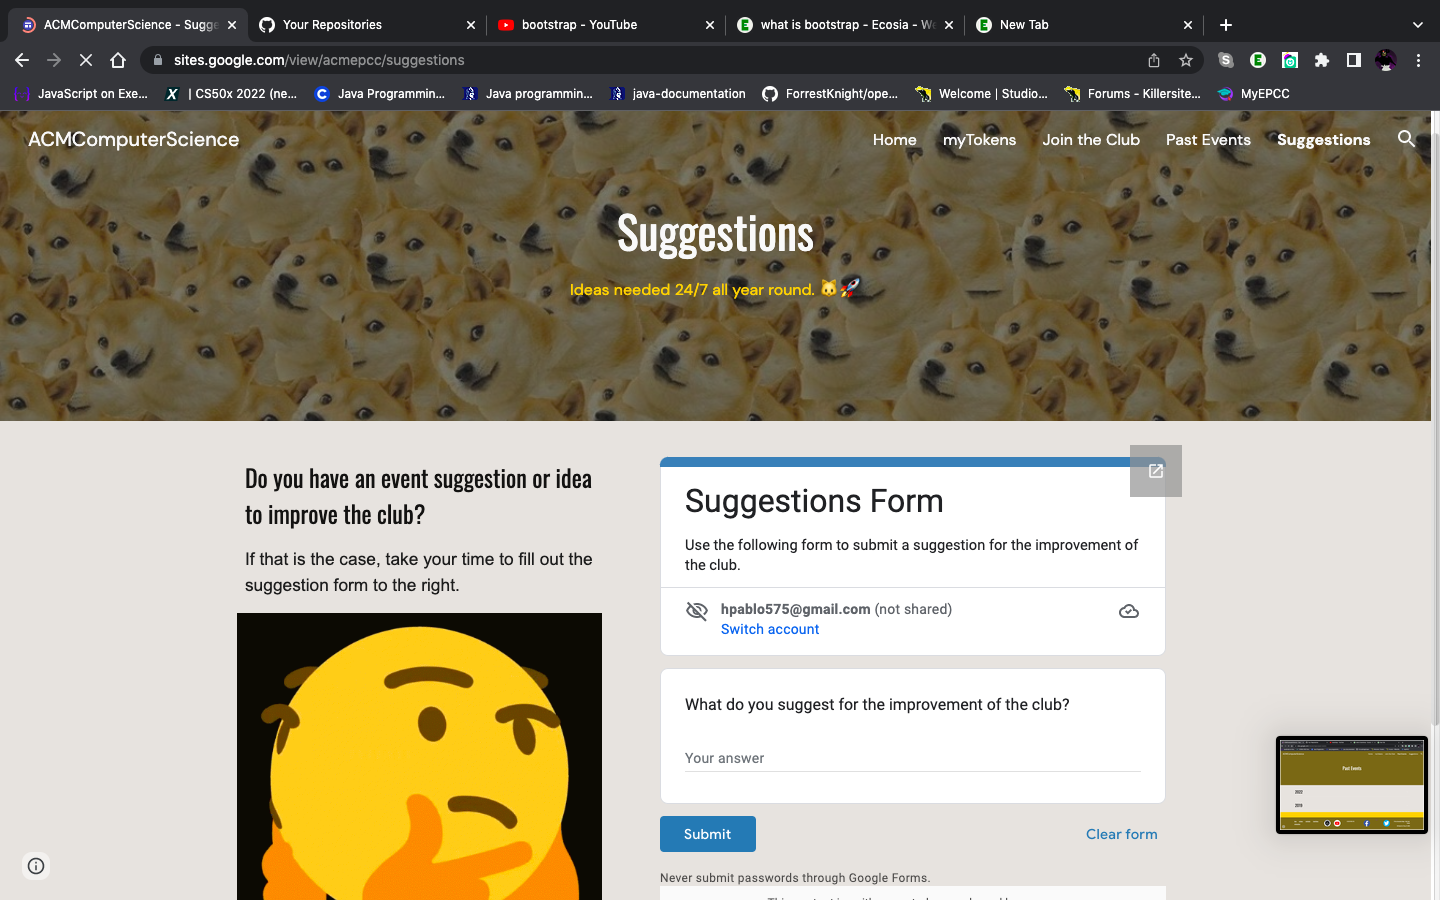 ACMComputerScience - Sugge
Your Repositories
bootstrap - YouTube
what is bootstrap - Ecosia - We
New Tab
sites.google.com/view/acmepcc/suggestions
JavaScript on Exe...
| CS50x 2022 (ne...
Java Programmin...
Java programmin...
java-documentation
ForrestKnight/ope...
Welcome | Studio...
Forums - Killersite...
MyEPCC
ACMComputerScience
Home
myTokens
Join the Club
Past Events
Suggestions
Suggestions
Ideas needed 24/7 all year round. 🐱🚀
Do you have an event suggestion or idea
to improve the club?
If that is the case, take your time to fill out the
suggestion form to the right.
Suggestions Form
Use the following form to submit a suggestion for the improvement of
the club.
hpablo575@gmail.com (not shared)
Switch account
What do you suggest for the improvement of the club?
Your answer
Submit
Clear form
Never submit passwords through Google Forms.
Past Events
2022
2019